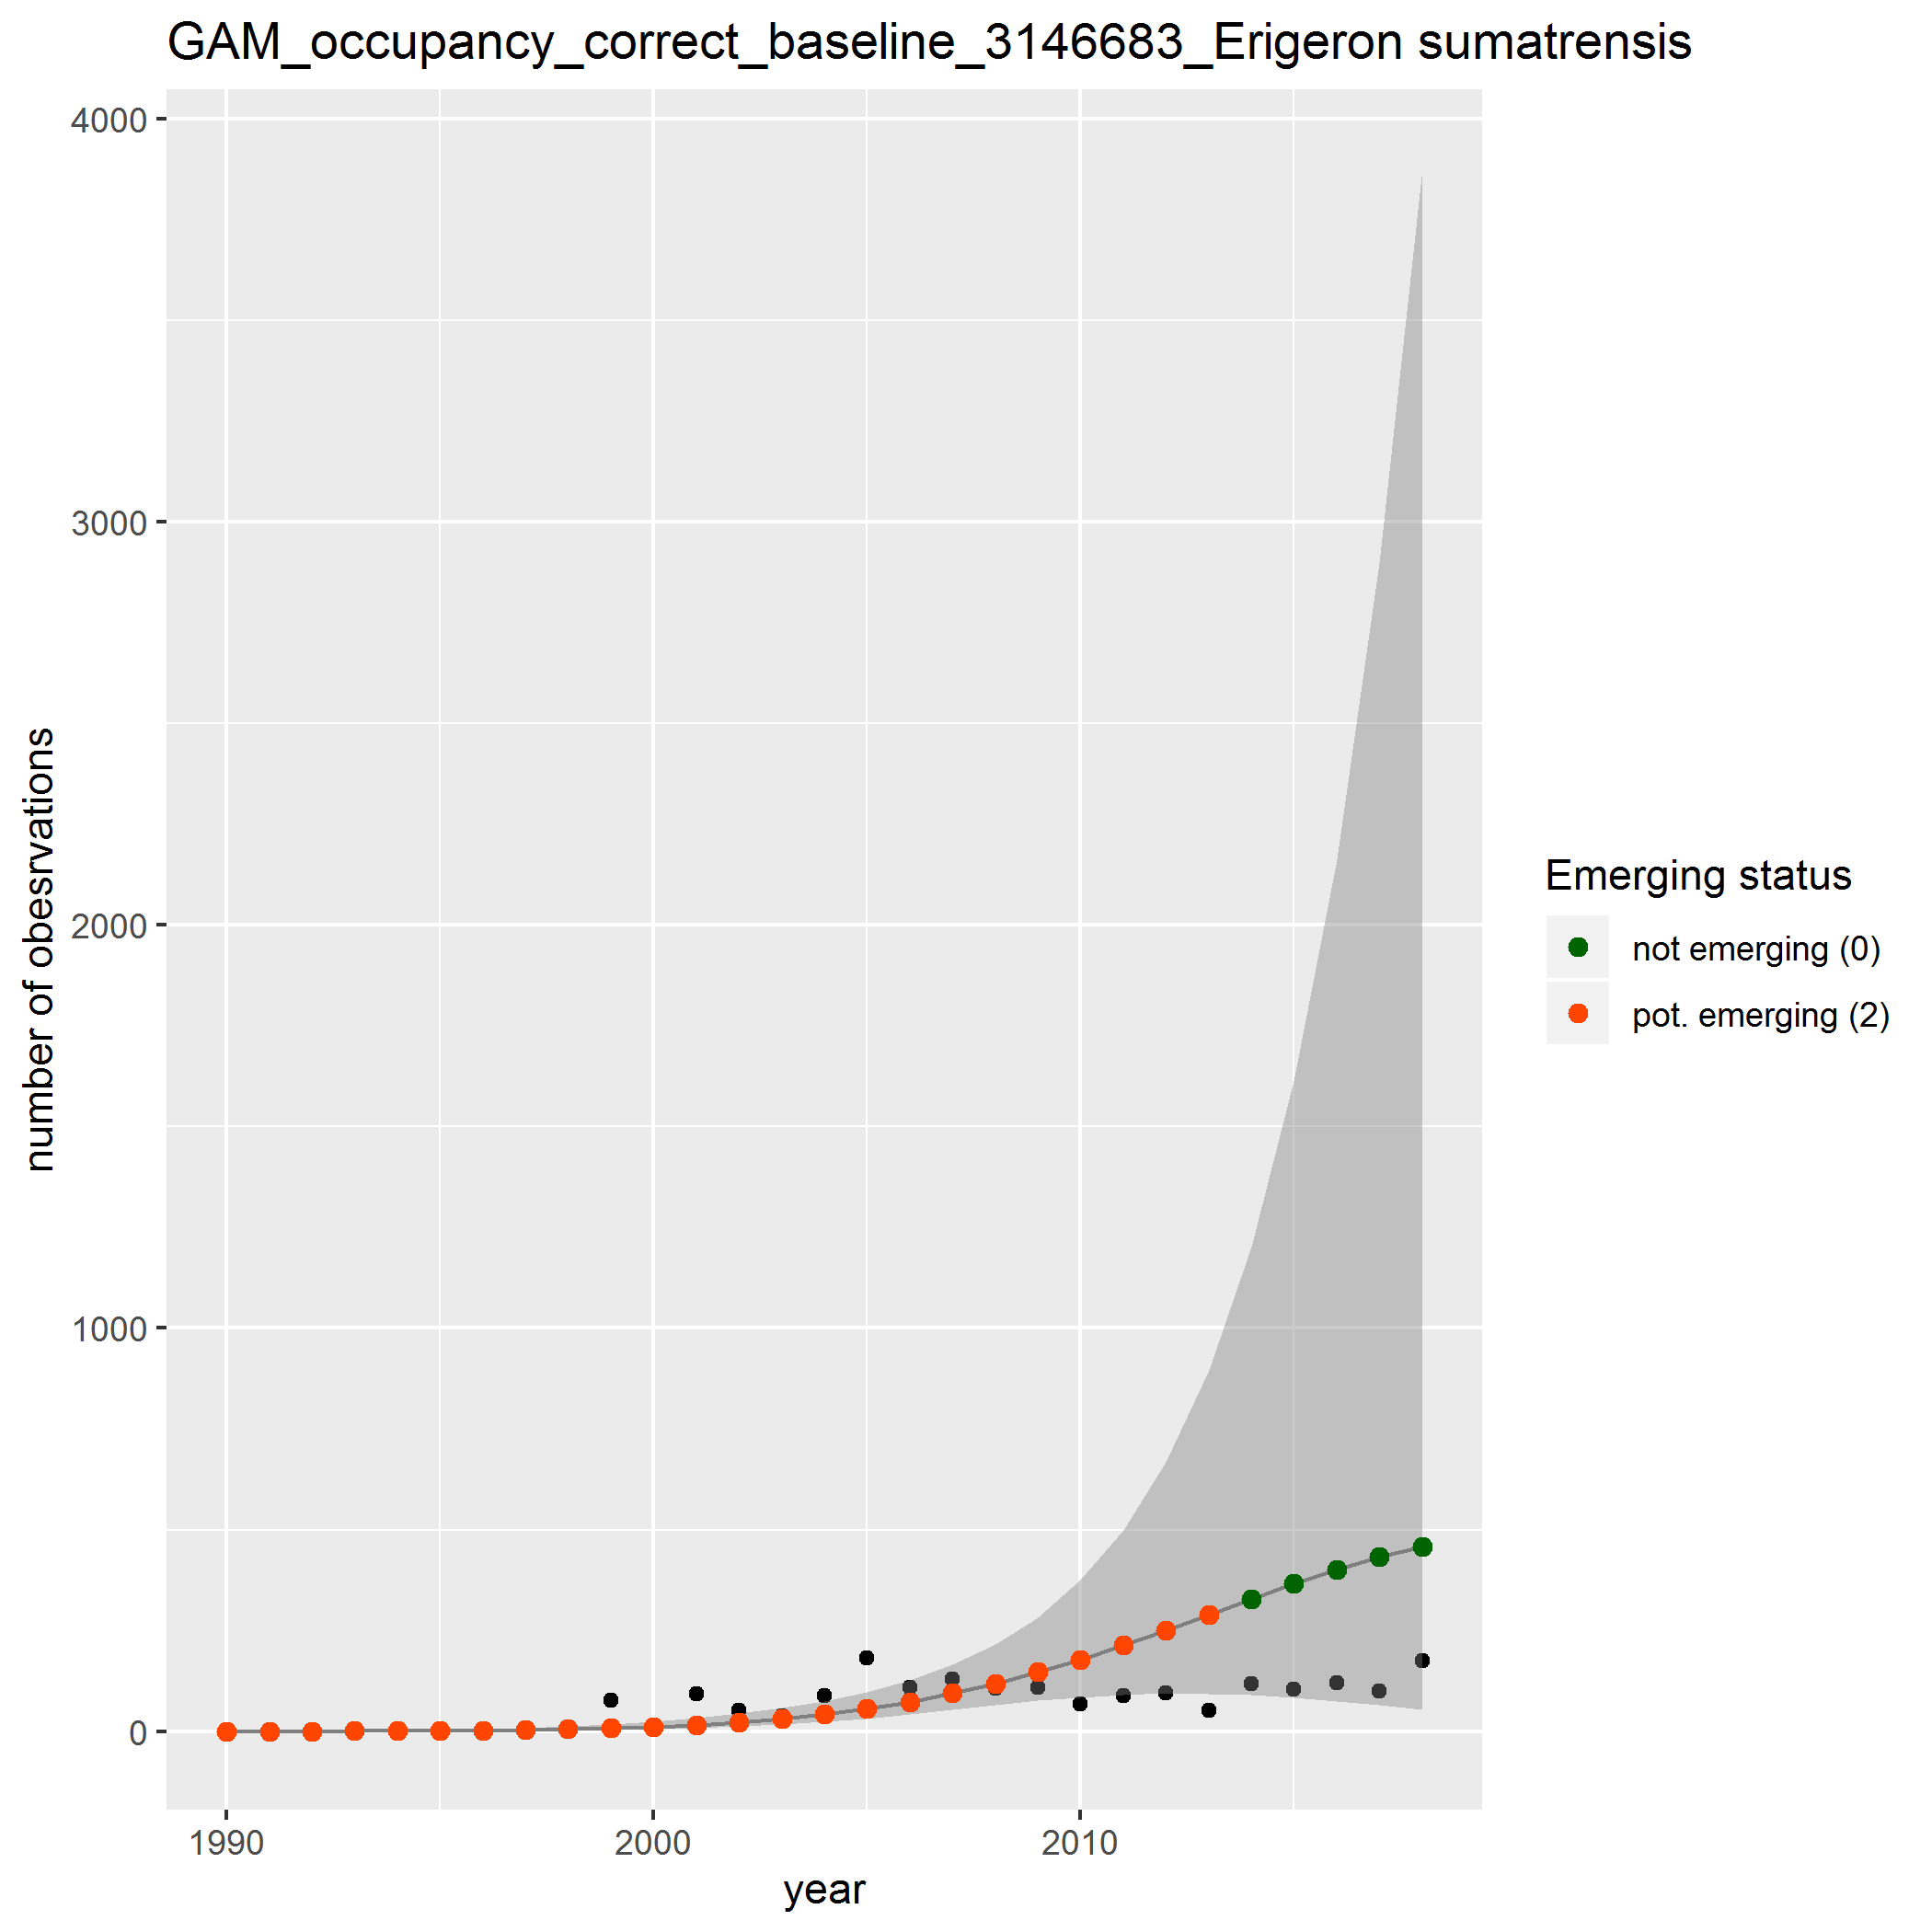 GAM_occupancy_correct_baseline_3146683_Erigeron sumatrensis
4000
3000
2000
1000
0
number of obesrvations
1990
2000
2010
year
Emerging status
not emerging (0)
pot. emerging (2)